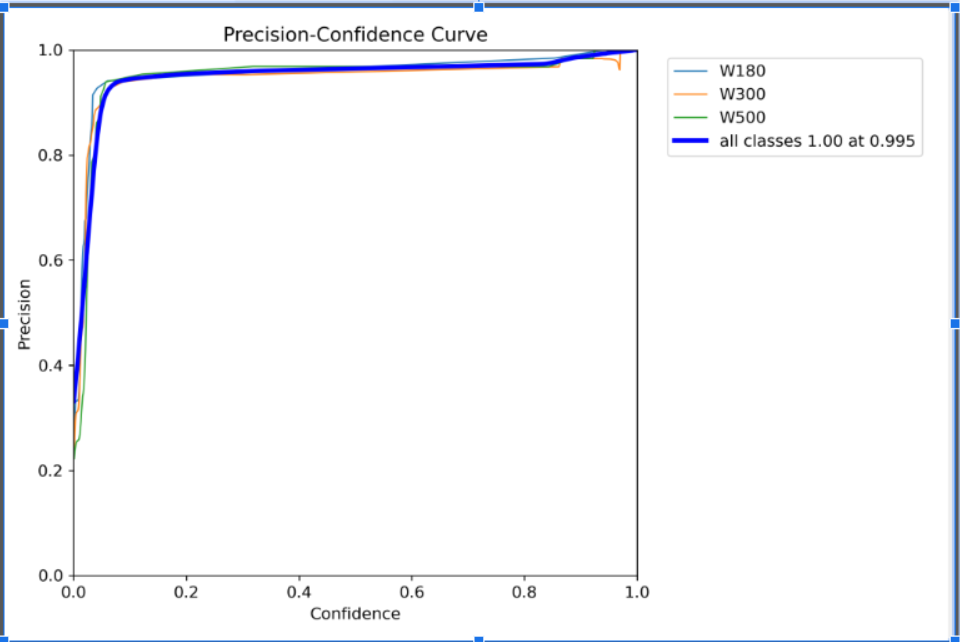 Precision-Confidence Curve
1.0
0.8
0.6
0.4
0.2
0.0
Precision
0.0 0.2 0.4 0.6 0.8 1.0
Confidence
W180
W300
W500
all classes 1.00 at 0.995